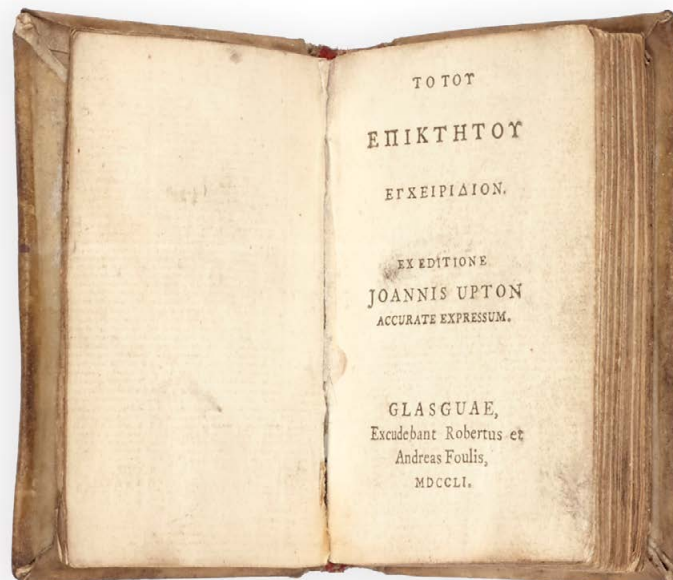 ΤΟ ΤΟΥ
ΕΠΙΚΤΗΤΟΥ
ΕΓΧΕΙΡΙΔΙΟΝ.
EX EDITIONE
JOANNIS UPTON
ACCURATE EXPRESSUM.
GLASGUAE,
Excudebant Robertus et
Andreas Foulis,
MDCCLI.